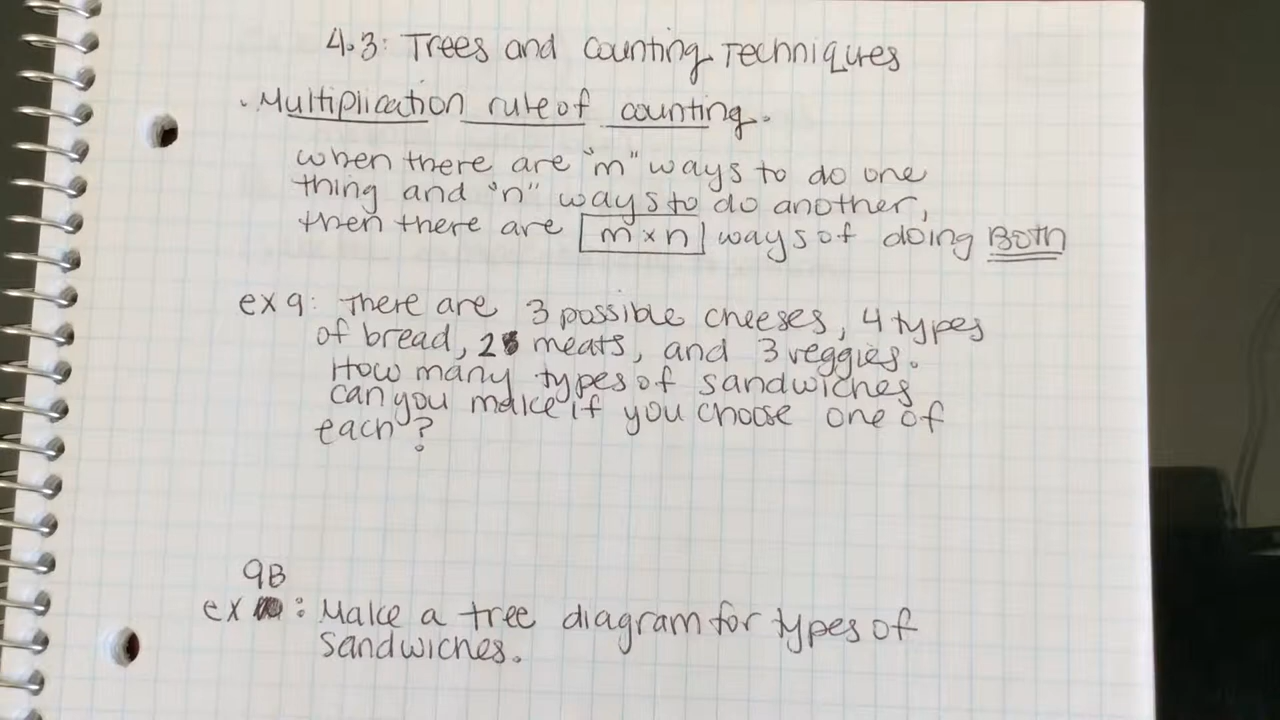 4.3: Trees and Counting Techniques
. Multiplication rule of counting.
When there are "m" ways to do one
thing and "n" ways to do another,
then there are m × n ways of doing BOTH
ex 9: There are 3 possible cheeses, 4 types
of bread, 2 meats, and 3 veggies.
How many types of sandwiches
can you make if you choose one of
each?
9B
ex : Make a tree diagram for types of
sandwiches.